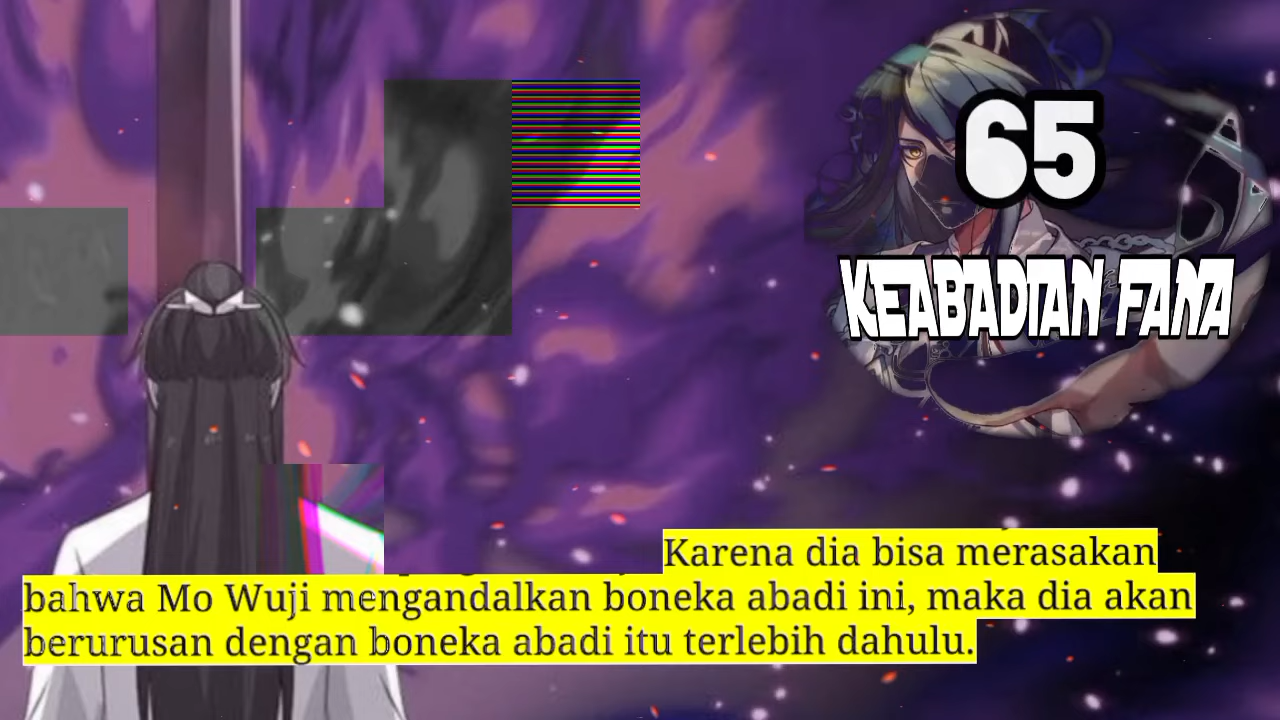 65
KEABADIAN FANA
Karena dia bisa merasakan
bahwa Mo Wuji mengandalkan boneka abadi ini, maka dia akan
berurusan dengan boneka abadi itu terlebih dahulu.